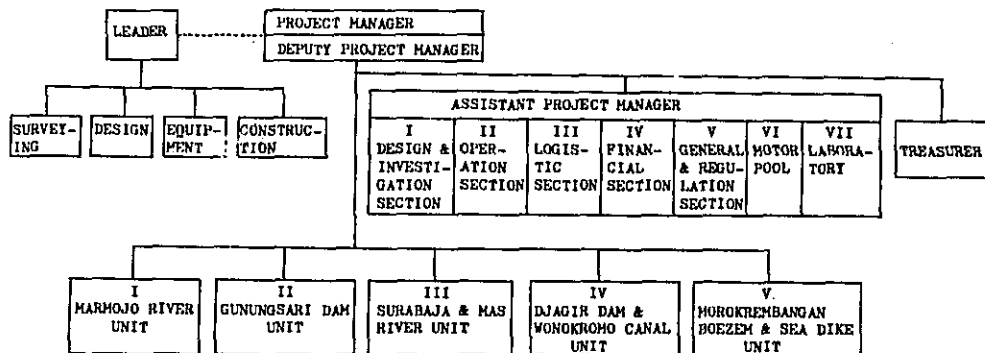 LEADER
PROJECT MANAGER
DEPUTY PROJECT MANAGER
SURVEY-
ING
DESIGN
EQUIP-
MENT
CONSTRUC-
TION
ASSISTANT PROJECT MANAGER
I
DESIGN &
INVESTI-
GATION
SECTION
II
OPER-
ATION
SECTION
III
LOGIS-
TIC
SECTION
IV
FINAN-
CIAL
SECTION
V
GENERAL
& REGU-
LATION
SECTION
VI
MOTOR
POOL
VII
LABORA-
TORY
TREASURER
I
MARMOJO RIVER
UNIT
II
GUNUNGSARI DAM
UNIT
III
SURABAJA & MAS
RIVER UNIT
IV
DJAGIR DAM &
WONOKROMO CANAL
UNIT
V.
MOROKREMBANGAN
BOEZEM & SEA DIKE
UNIT